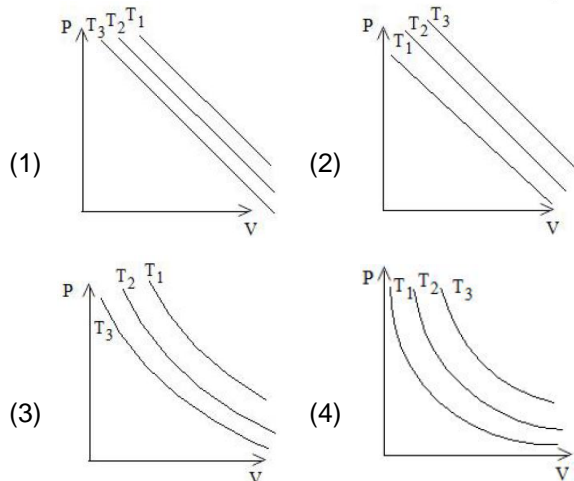 P T₃ T₂ T₁
(1)
V
P T₁ T₂ T₃
(2)
V
P T₃ T₂ T₁
(3)
V
P T₁ T₂ T₃
(4)
V